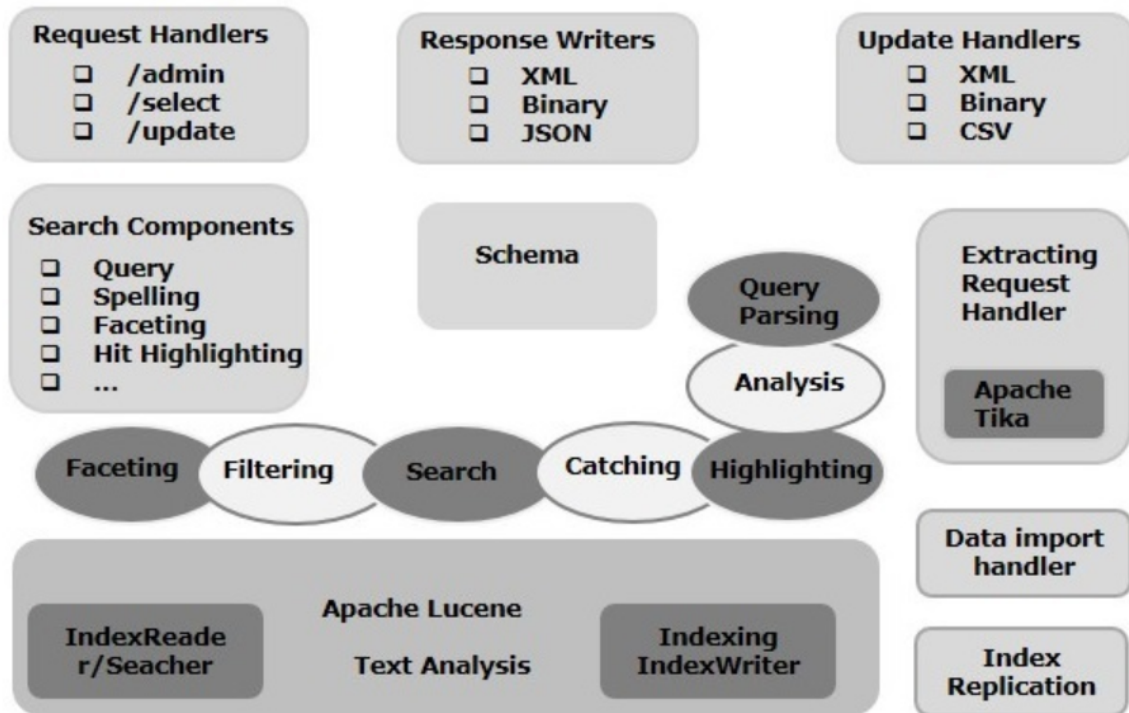 Request Handlers
❑ /admin
❑ /select
❑ /update
Response Writers
❑ XML
❑ Binary
❑ JSON
Update Handlers
❑ XML
❑ Binary
❑ CSV
Search Components
❑ Query
❑ Spelling
❑ Faceting
❑ Hit Highlighting
❑ ...
Schema
Query
Parsing
Analysis
Extracting
Request
Handler
Apache
Tika
Faceting
Filtering
Search
Catching
Highlighting
Data import
handler
Apache Lucene
IndexReade
r/Seacher
Text Analysis
Indexing
IndexWriter
Index
Replication